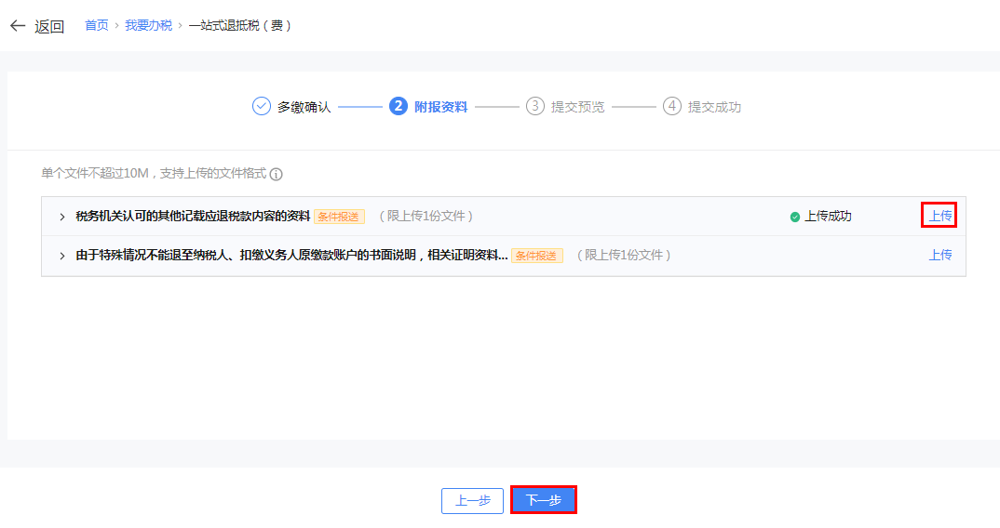 返回 首页 › 我要办税 › 一站式退抵税（费）
多缴确认 2 附报资料 3 提交预览 4 提交成功
单个文件不超过10M，支持上传的文件格式
税务机关认可的其他记载应退税款内容的资料 条件报送 （限上传1份文件） 上传成功 上传
由于特殊情况不能退至纳税人、扣缴义务人原缴款账户的书面说明，相关证明资料... 条件报送 （限上传1份文件） 上传
上一步 下一步